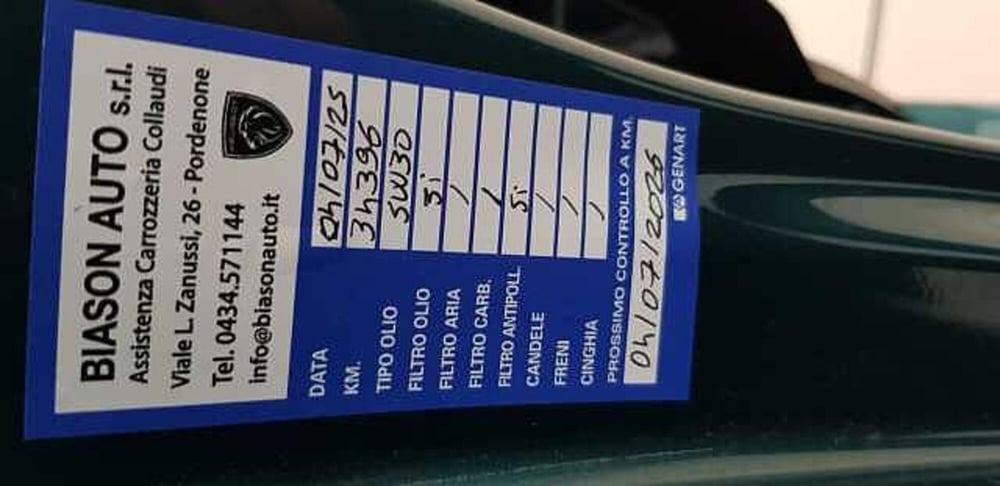 BIASON AUTO s.r.l.
Assistenza Carrozzeria Collaudi
Viale L. Zanussi, 26 - Pordenone
Tel. 0434.571144
info@biasonauto.it
DATA 04/07/25
KM. 34396
TIPO OLIO 5W30
FILTRO OLIO Si
FILTRO ARIA /
FILTRO CARB. /
FILTRO ANTIPOLL. Si
CANDELE /
FRENI /
CINGHIA /
PROSSIMO CONTROLLO A KM.
04/07/2026
GENART